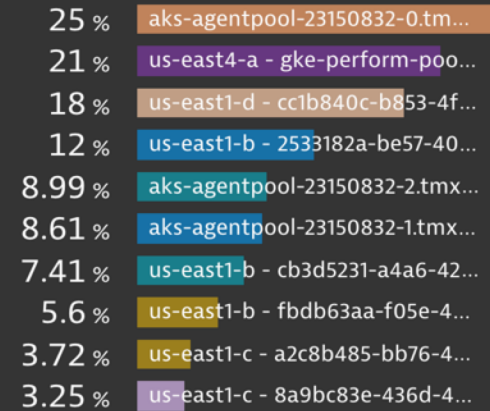 25 % aks-agentpool-23150832-0.tm...
21 % us-east4-a - gke-perform-poo...
18 % us-east1-d - cc1b840c-b853-4f...
12 % us-east1-b - 2533182a-be57-40...
8.99 % aks-agentpool-23150832-2.tmx...
8.61 % aks-agentpool-23150832-1.tmx...
7.41 % us-east1-b - cb3d5231-a4a6-42...
5.6 % us-east1-b - fbdb63aa-f05e-4...
3.72 % us-east1-c - a2c8b485-bb76-4...
3.25 % us-east1-c - 8a9bc83e-436d-4...